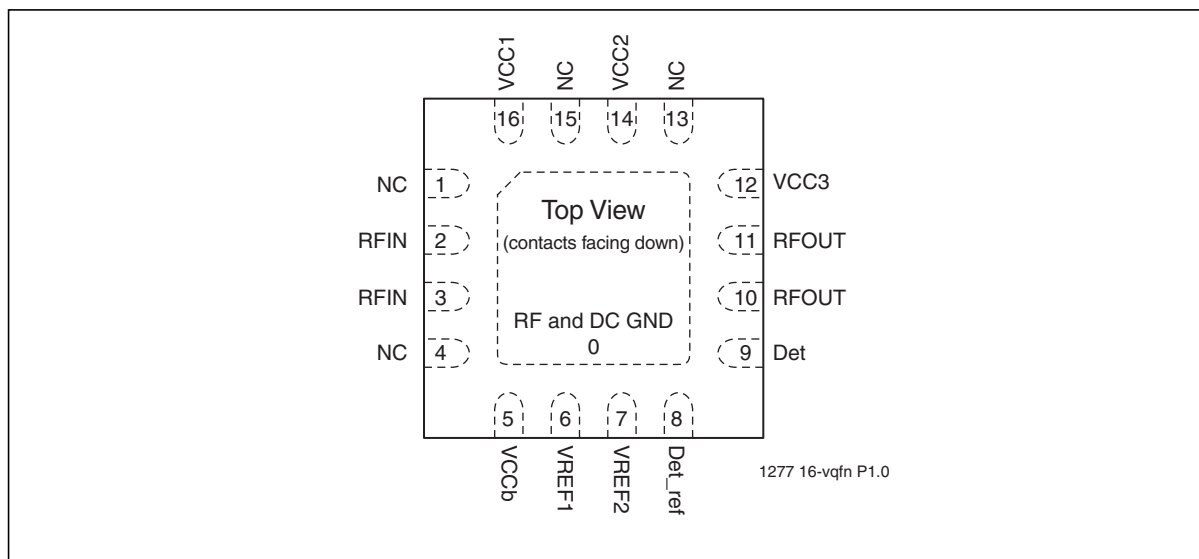 VCC1
NC
VCC2
NC
16
15
14
13
NC
1
12
VCC3
Top View
RFIN
2
(contacts facing down)
11
RFOUT
RFIN
3
10
RFOUT
RF and DC GND
NC
4
0
9
Det
5
6
7
8
VCCb
VREF1
VREF2
Det_ref
1277 16-vqfn P1.0